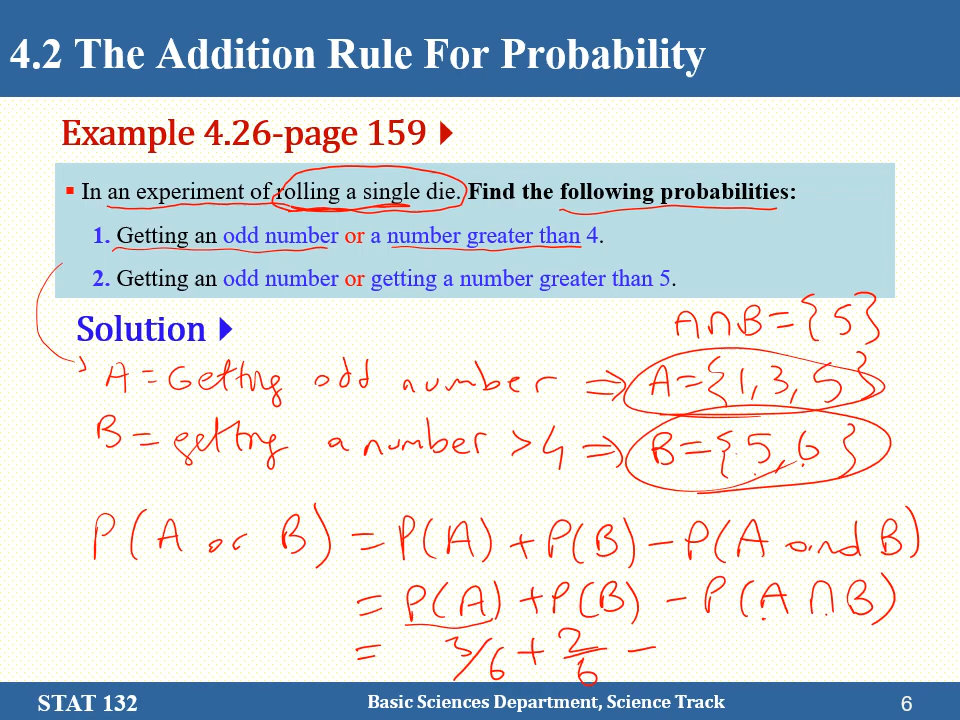 4.2 The Addition Rule For Probability
Example 4.26-page 159
In an experiment of rolling a single die. Find the following probabilities:
1. Getting an odd number or a number greater than 4.
2. Getting an odd number or getting a number greater than 5.
Solution
A∩B={5}
A=Getting odd number ⇒ A={1,3,5}
B=getting a number >4 ⇒ B={5,6}
P(A or B)=P(A)+P(B)-P(A and B)
=P(A)+P(B)-P(A∩B)
= 3/6 + 2/6 -
STAT 132 Basic Sciences Department, Science Track 6